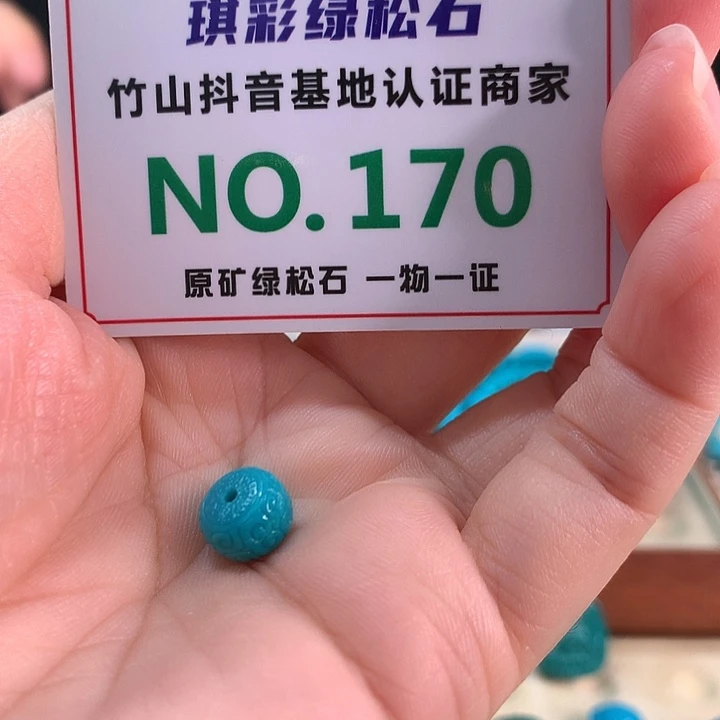 琪彩绿松石
竹山抖音基地认证商家
NO.170
原矿绿松石 一物一证